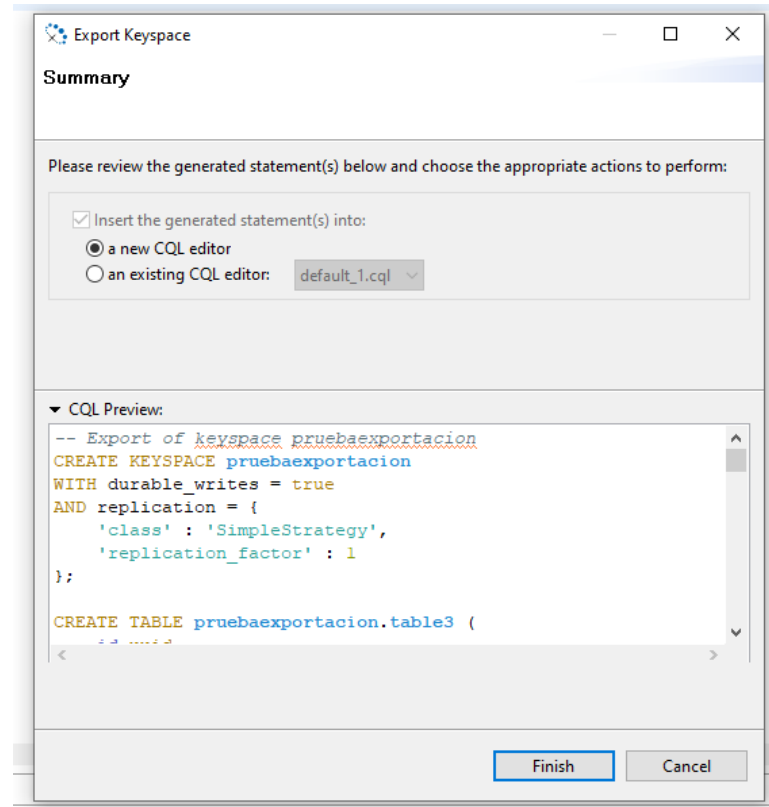 Export Keyspace
Summary
Please review the generated statement(s) below and choose the appropriate actions to perform:
Insert the generated statement(s) into:
a new CQL editor
an existing CQL editor: default_1.cql
CQL Preview:
-- Export of keyspace pruebaexportacion
CREATE KEYSPACE pruebaexportacion
WITH durable_writes = true
AND replication = {
'class' : 'SimpleStrategy',
'replication_factor' : 1
};
CREATE TABLE pruebaexportacion.table3 (
Finish Cancel